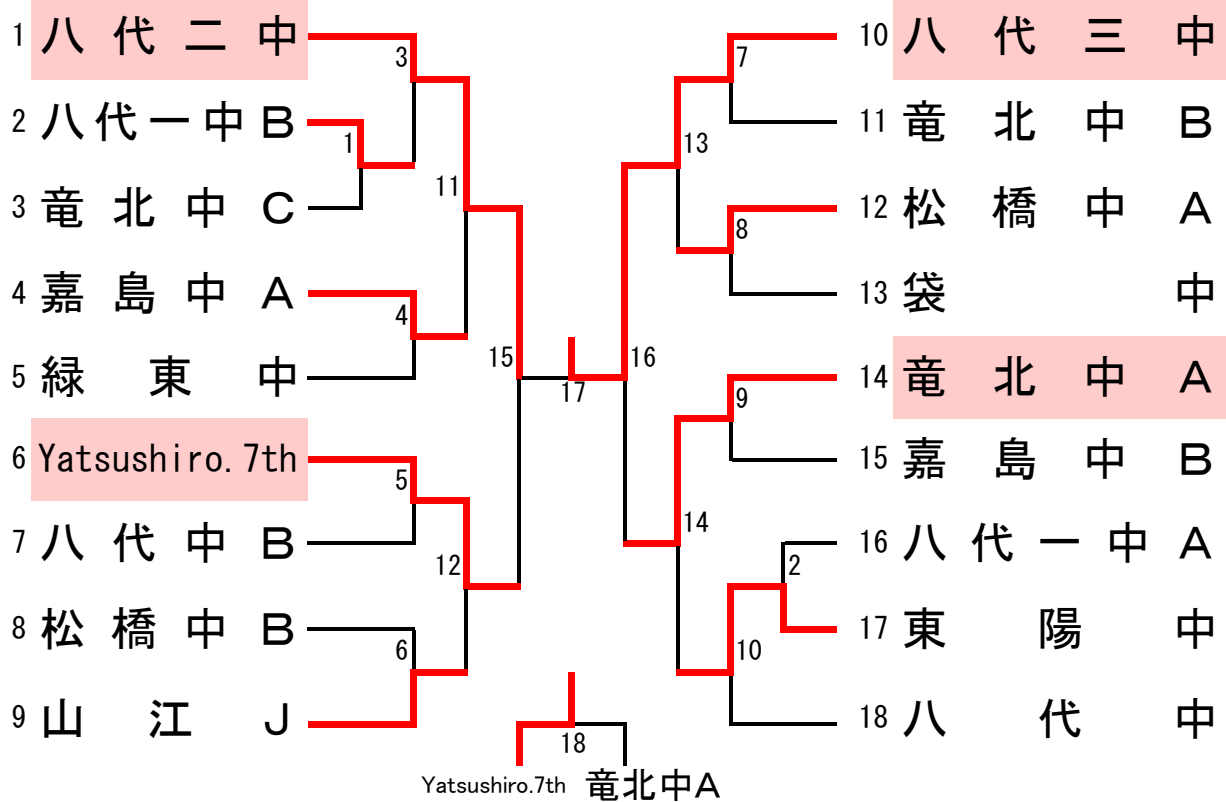 1 八代二中
2 八代一中B
3 竜北中C
4 嘉島中A
5 緑東中
6 Yatsushiro.7th
7 八代中B
8 松橋中B
9 山江J
3
1
11
4
15
5
12
6
17
18
7
13
8
16
9
14
2
10
10 八代三中
11 竜北中B
12 松橋中A
13 袋中
14 竜北中A
15 嘉島中B
16 八代一中A
17 東陽中
18 八代中
Yatsushiro.7th 竜北中A